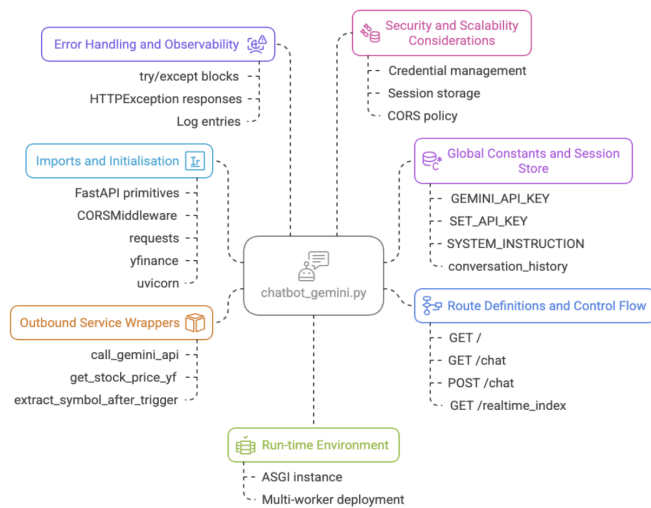 Error Handling and Observability
try/except blocks
HTTPException responses
Log entries
Security and Scalability
Considerations
Credential management
Session storage
CORS policy
Imports and Initialisation
Ir
FastAPI primitives
CORSMiddleware
requests
yfinance
uvicorn
Global Constants and Session
Store
C
GEMINI_API_KEY
SET_API_KEY
SYSTEM_INSTRUCTION
conversation_history
chatbot_gemini.py
Outbound Service Wrappers
call_gemini_api
get_stock_price_yf
extract_symbol_after_trigger
Route Definitions and Control Flow
GET /
GET /chat
POST /chat
GET /realtime_index
Run-time Environment
ASGI instance
Multi-worker deployment